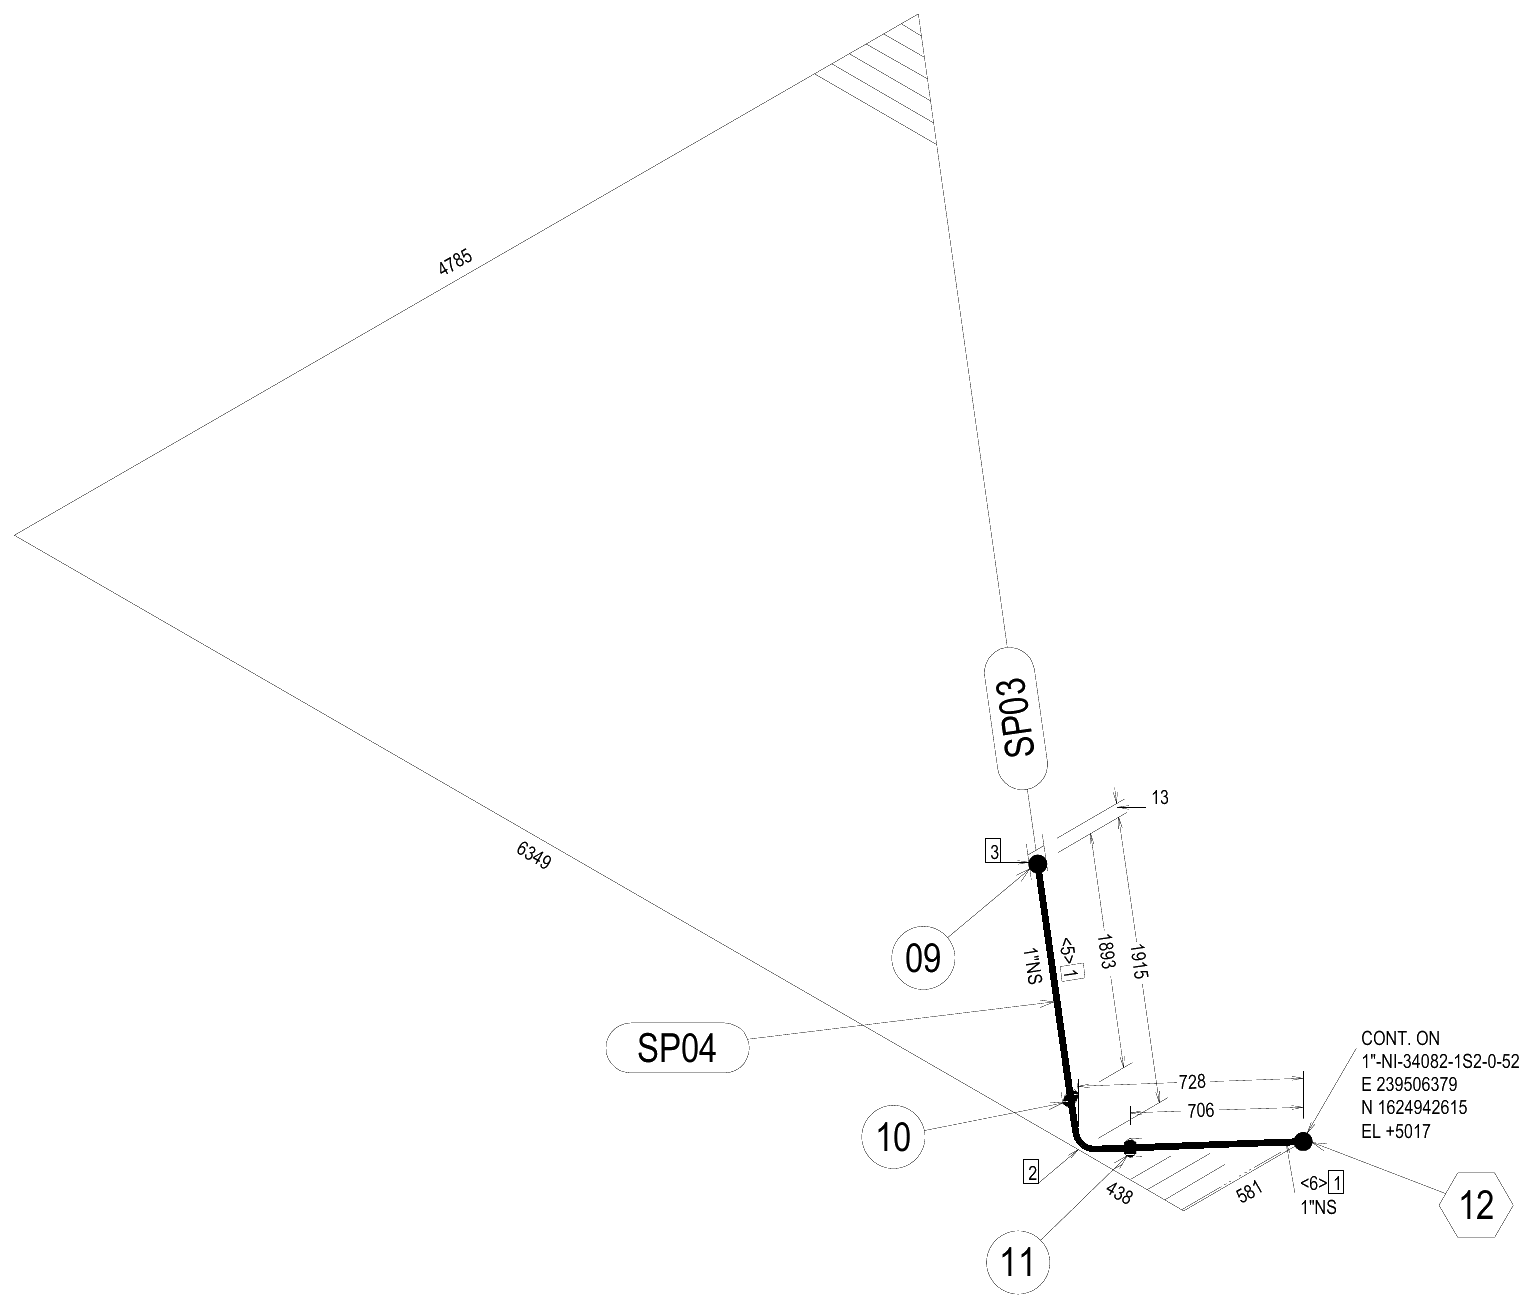 4785
6349
SP03
13
3
09
1"NS
<5> 1
1893
1915
SP04
CONT. ON
1"-NI-34082-1S2-0-52
E 239506379
N 1624942615
EL +5017
728
706
10
2
438
581
<6> 1
1"NS
12
11